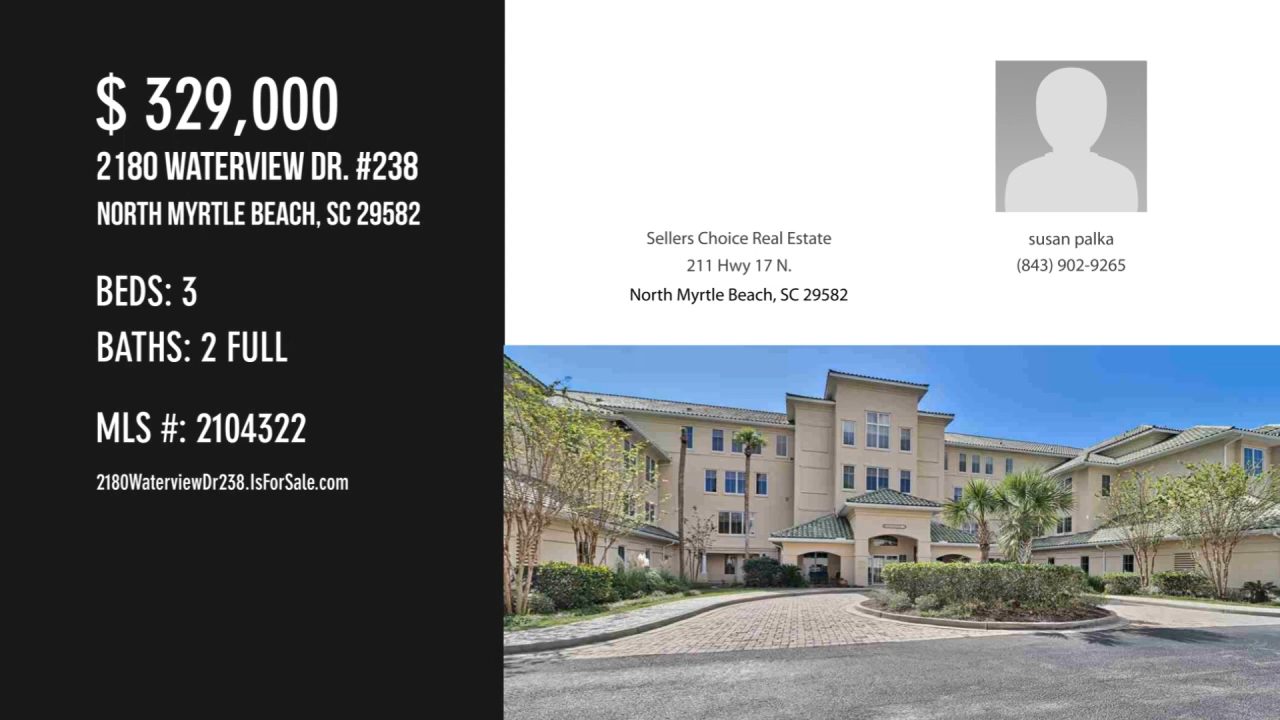 $ 329,000
2180 WATERVIEW DR. #238
NORTH MYRTLE BEACH, SC 29582
BEDS: 3
BATHS: 2 FULL
MLS #: 2104322
2180WaterviewDr238.IsForSale.com
Sellers Choice Real Estate
211 Hwy 17 N.
North Myrtle Beach, SC 29582
susan palka
(843) 902-9265